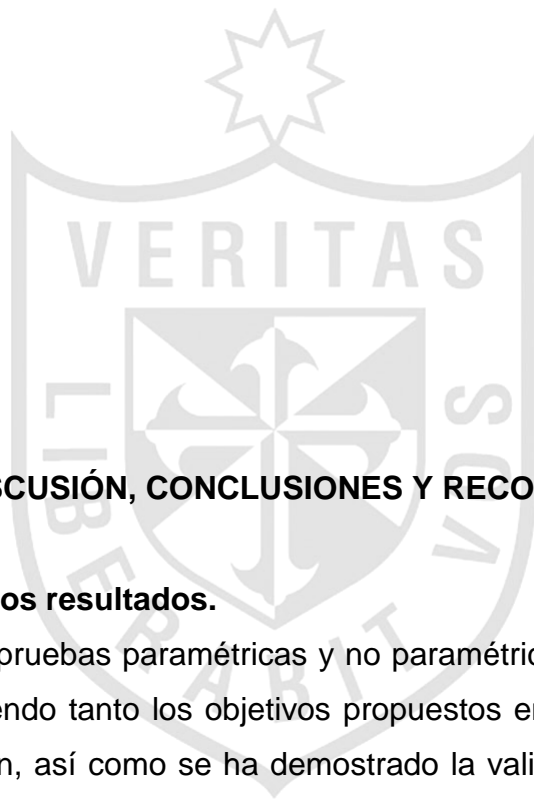 VERITAS
LIBERABIT VOS
SCUSIÓN, CONCLUSIONES Y RECO
os resultados.
pruebas paramétricas y no paramétric
endo tanto los objetivos propuestos e
n, así como se ha demostrado la vali